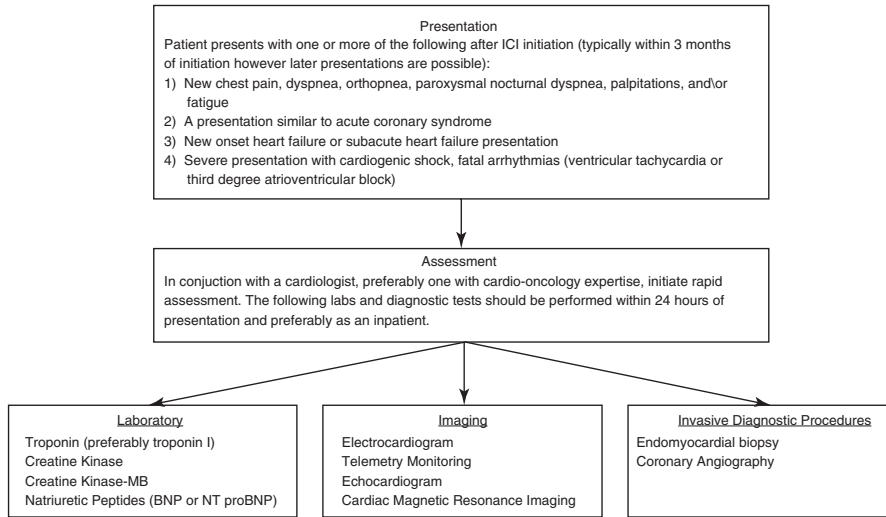 Presentation
Patient presents with one or more of the following after ICI initiation (typically within 3 months
of initiation however later presentations are possible):
1) New chest pain, dyspnea, orthopnea, paroxysmal nocturnal dyspnea, palpitations, and\or
fatigue
2) A presentation similar to acute coronary syndrome
3) New onset heart failure or subacute heart failure presentation
4) Severe presentation with cardiogenic shock, fatal arrhythmias (ventricular tachycardia or
third degree atrioventricular block)
Assessment
In conjuction with a cardiologist, preferably one with cardio-oncology expertise, initiate rapid
assessment. The following labs and diagnostic tests should be performed within 24 hours of
presentation and preferably as an inpatient.
Laboratory
Troponin (preferably troponin I)
Creatine Kinase
Creatine Kinase-MB
Natriuretic Peptides (BNP or NT proBNP)
Imaging
Electrocardiogram
Telemetry Monitoring
Echocardiogram
Cardiac Magnetic Resonance Imaging
Invasive Diagnostic Procedures
Endomyocardial biopsy
Coronary Angiography